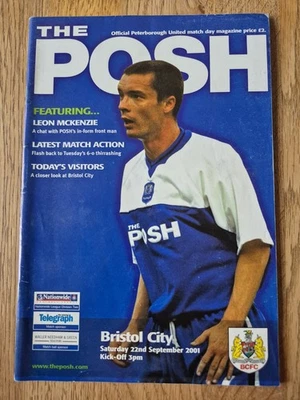 THE
Official Peterborough United match day magazine price £2.
POSH
FEATURING...
LEON MCKENZIE
A chat with POSH's in-form front man
LATEST MATCH ACTION
Flash back to Tuesday's 6-0 thrashing
TODAY'S VISITORS
A closer look at Bristol City
THE
POSH
Nationwide
Telegraph
Bristol City
Saturday 22nd September 2001
Kick-Off 3pm
BCFC
www.theposh.com